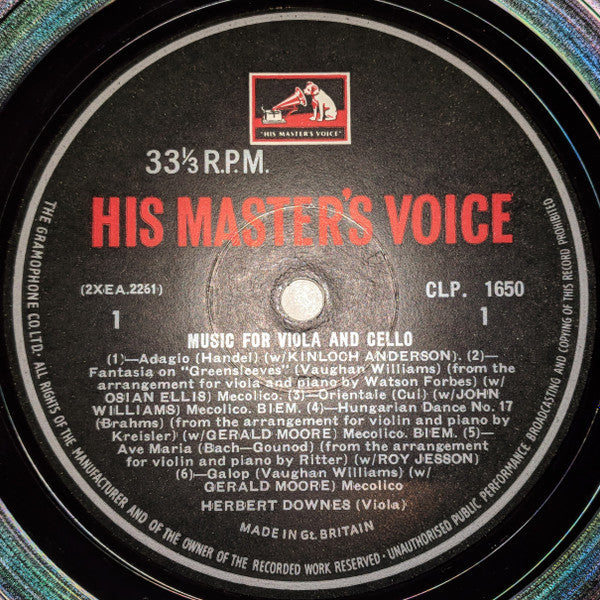 "HIS MASTER'S VOICE"
33⅓ R.P.M.
HIS MASTER'S VOICE
(2XEA.2261)
CLP. 1650
1
1
MUSIC FOR VIOLA AND CELLO
(1)—Adagio (Handel) (w/KINLOCH ANDERSON). (2)—
Fantasia on "Greensleeves" (Vaughan Williams) (from the
arrangement for viola and piano by Watson Forbes) (w/
OSIAN ELLIS) Mecolico. (3)—Orientale (Cui) (w/JOHN
WILLIAMS) Mecolico. BIEM. (4)—Hungarian Dance No. 17
(Brahms) (from the arrangement for violin and piano by
Kreisler) (w/GERALD MOORE) Mecolico. BIEM. (5)—
Ave Maria (Bach—Gounod) (from the arrangement
for violin and piano by Ritter) (w/ROY JESSON)
(6)—Galop (Vaughan Williams) (w/
GERALD MOORE) Mecolico
HERBERT DOWNES (Viola)
MADE IN Gt. BRITAIN
THE GRAMOPHONE CO. LTD. ALL RIGHTS OF THE MANUFACTURER AND OF THE OWNER OF THE RECORDED WORK RESERVED · UNAUTHORISED PUBLIC PERFORMANCE BROADCASTING AND COPYING OF THIS RECORD PROHIBITED